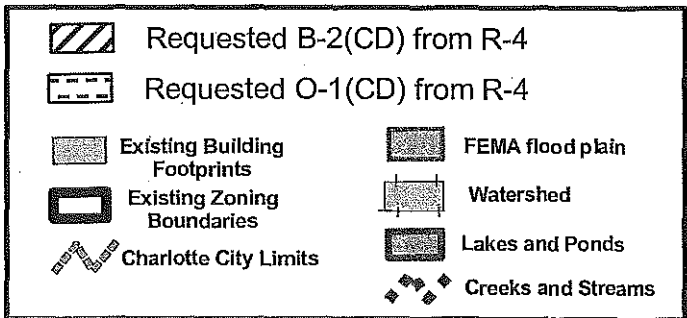 Requested B-2(CD) from R-4
Requested O-1(CD) from R-4
Existing Building
Footprints
Existing Zoning
Boundaries
Charlotte City Limits
FEMA flood plain
Watershed
Lakes and Ponds
Creeks and Streams